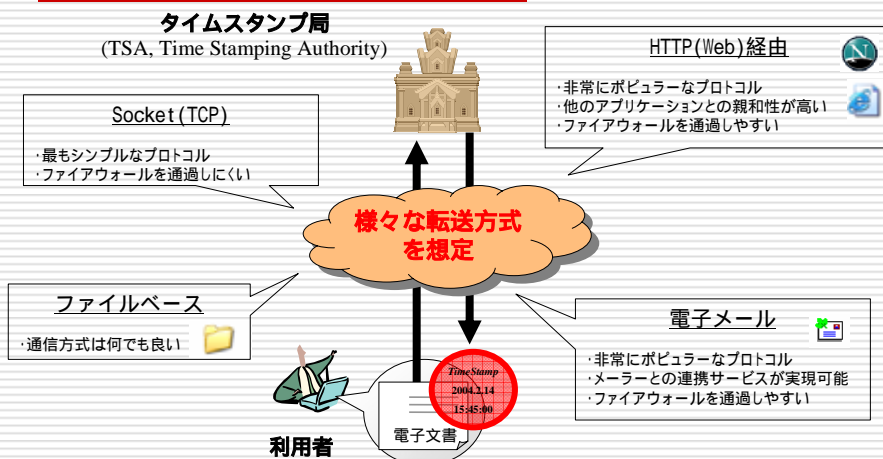 タイムスタンプ局
(TSA, Time Stamping Authority)
HTTP(Web)経由
・非常にポピュラーなプロトコル
・他のアプリケーションとの親和性が高い
・ファイアウォールを通過しやすい
Socket(TCP)
・最もシンプルなプロトコル
・ファイアウォールを通過しにくい
様々な転送方式
を想定
ファイルベース
・通信方式は何でも良い
電子メール
・非常にポピュラーなプロトコル
・メーラーとの連携サービスが実現可能
・ファイアウォールを通過しやすい
TimeStamp
2004.2.14
15:45:00
電子文書
利用者